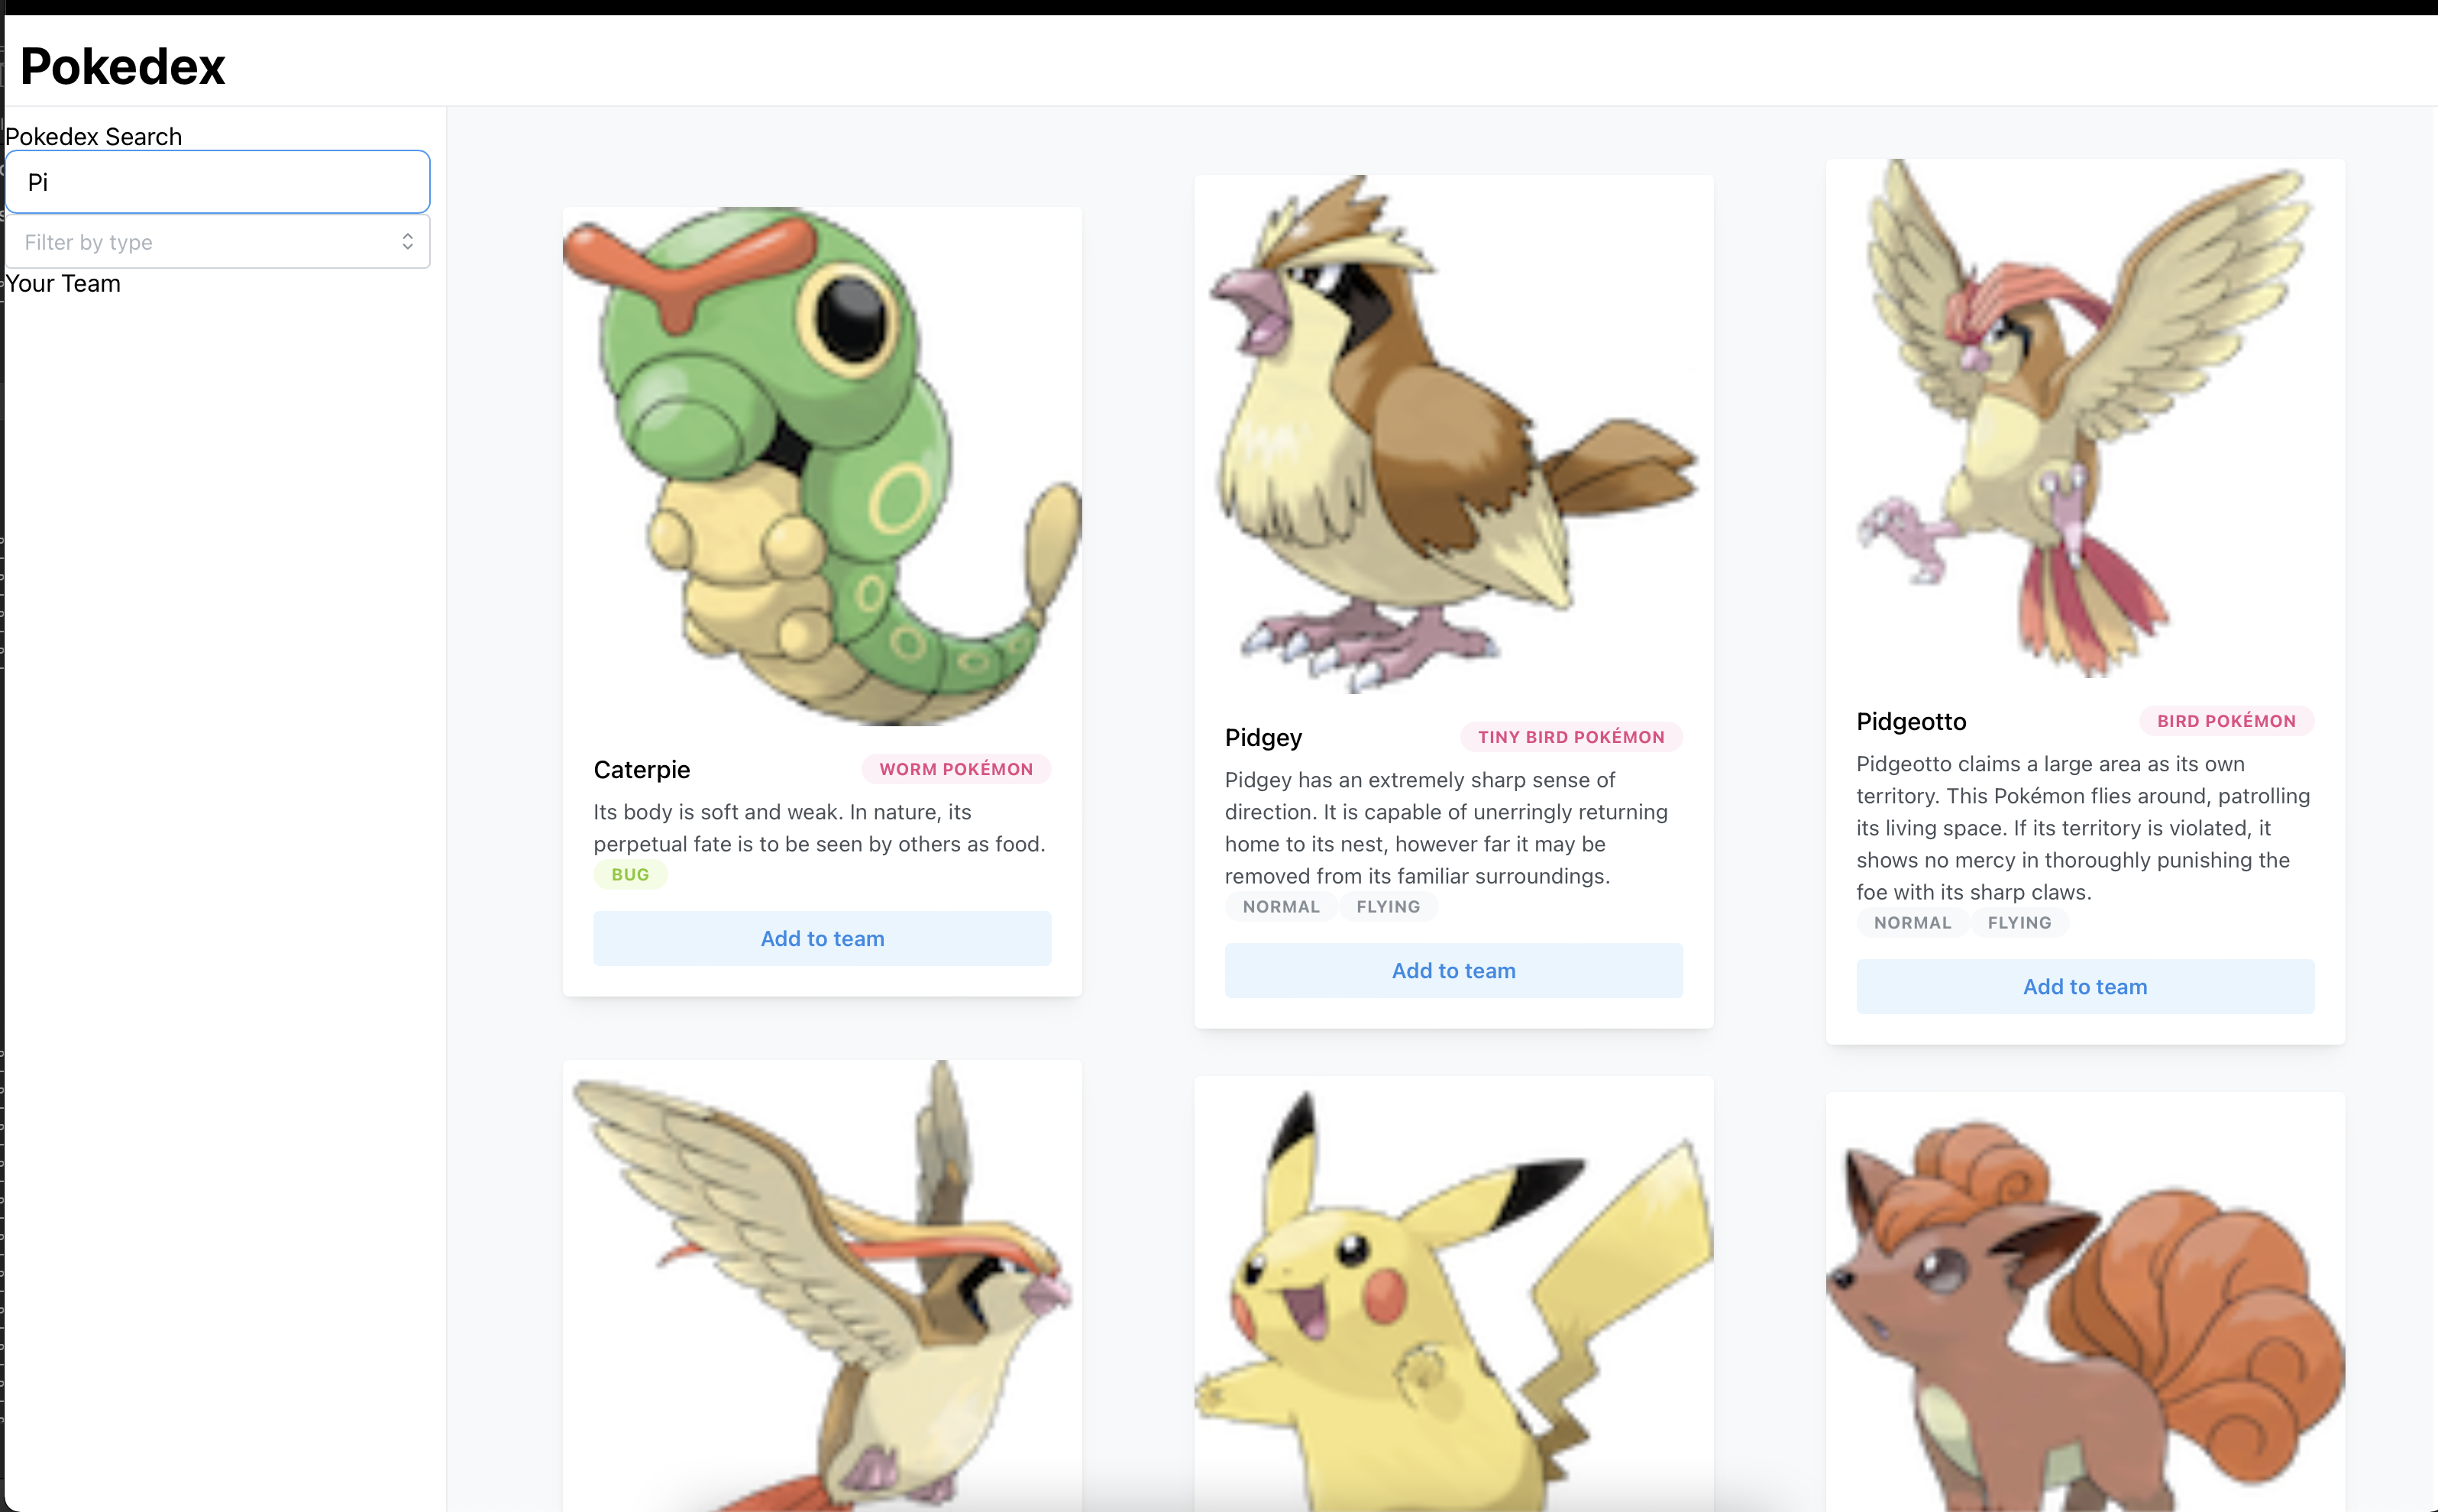 Pokedex
Pokedex Search
Pi
Filter by type
Your Team
Caterpie
WORM POKÉMON
Its body is soft and weak. In nature, its
perpetual fate is to be seen by others as food.
BUG
Add to team
Pidgey
TINY BIRD POKÉMON
Pidgey has an extremely sharp sense of
direction. It is capable of unerringly returning
home to its nest, however far it may be
removed from its familiar surroundings.
NORMAL FLYING
Add to team
Pidgeotto
BIRD POKÉMON
Pidgeotto claims a large area as its own
territory. This Pokémon flies around, patrolling
its living space. If its territory is violated, it
shows no mercy in thoroughly punishing the
foe with its sharp claws.
NORMAL FLYING
Add to team